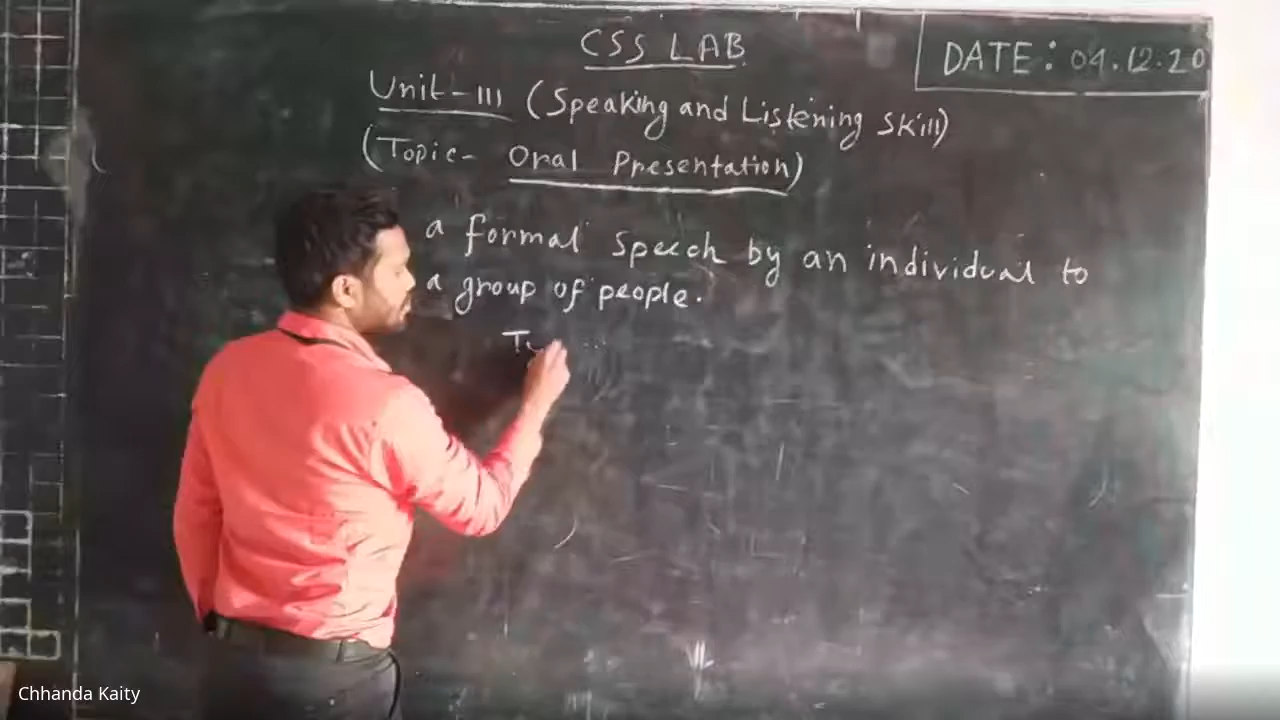 CSS LAB
DATE: 04.12.20
Unit-III (Speaking and Listening Skill)
(Topic- Oral Presentation)
a formal speech by an individual to
a group of people.
Chhanda Kaity